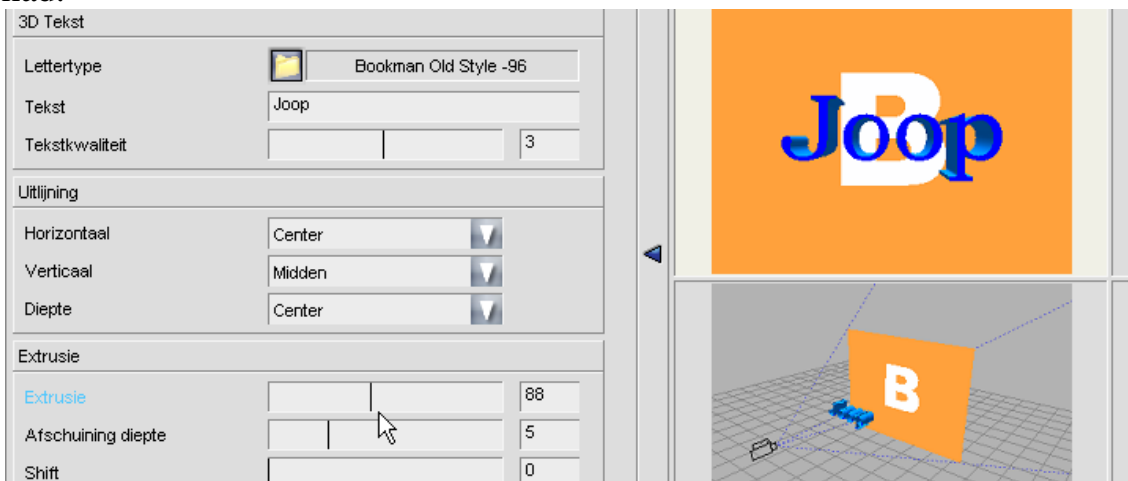 3D Tekst
Lettertype
Bookman Old Style -96
Tekst
Joop
Tekstkwaliteit
3
Uitlijning
Horizontaal
Center
Verticaal
Midden
Diepte
Center
Extrusie
Extrusie
88
Afschuining diepte
5
Shift
0
B
Joop
B